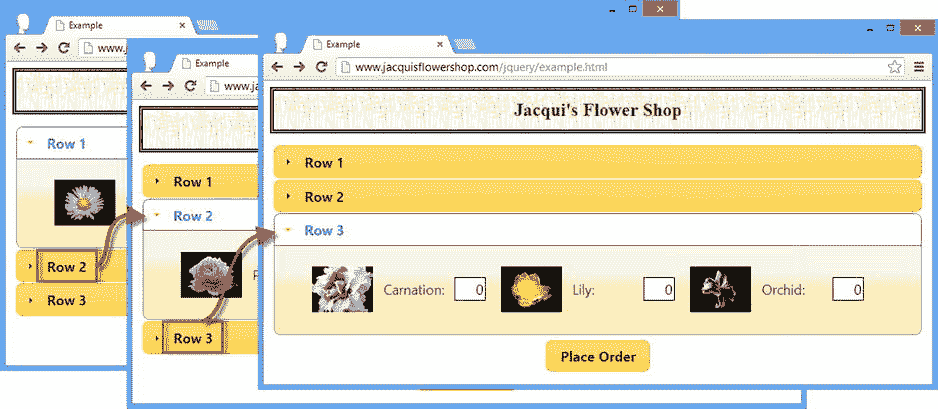 Example
www.j
Row 1
Row 2
Row 3
Example
www.ja
Row 1
Row 2
Row 3
Example
www.jacquisflowershop.com/jquery/example.html
Jacqui's Flower Shop
Row 1
Row 2
Row 3
Carnation: 0 Lily: 0 Orchid: 0
Place Order